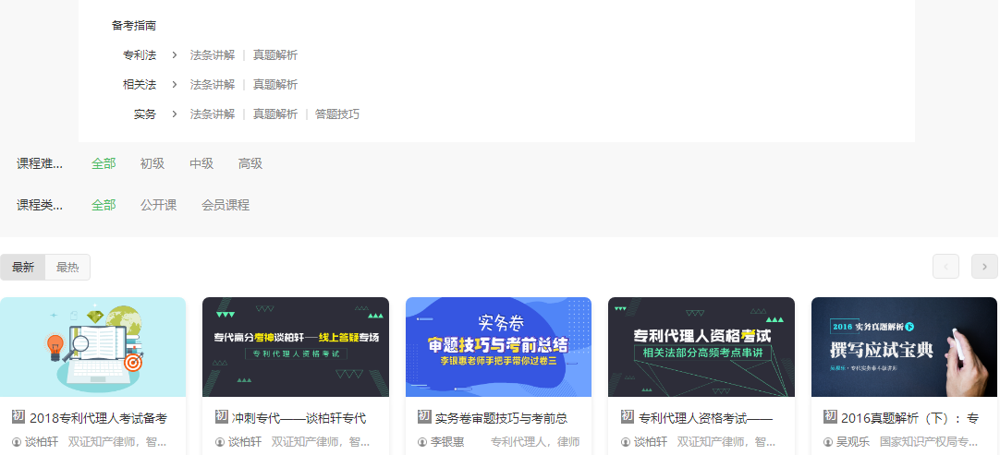 备考指南
专利法 > 法条讲解 | 真题解析
相关法 > 法条讲解 | 真题解析
实务 > 法条讲解 | 真题解析 | 答题技巧
课程难... 全部 初级 中级 高级
课程类... 全部 公开课 会员课程
最新 最热
专代高分考神谈柏轩—线上答疑专场
专利代理人资格考试
实务卷
审题技巧与考前总结
李银惠老师手把手带你过卷三
专利代理人资格考试
相关法部分高频考点串讲
2016 实务真题解析 下
撰写应试宝典
吴观乐·专代实务泰斗级讲师
初 2018专利代理人考试备考
初 冲刺专代——谈柏轩专代
初 实务卷审题技巧与考前总
初 专利代理人资格考试——
初 2016真题解析（下）：专
谈柏轩 双证知产律师，智...
谈柏轩 双证知产律师，智...
李银惠 专利代理人，律师
谈柏轩 双证知产律师，智...
吴观乐 国家知识产权局专...